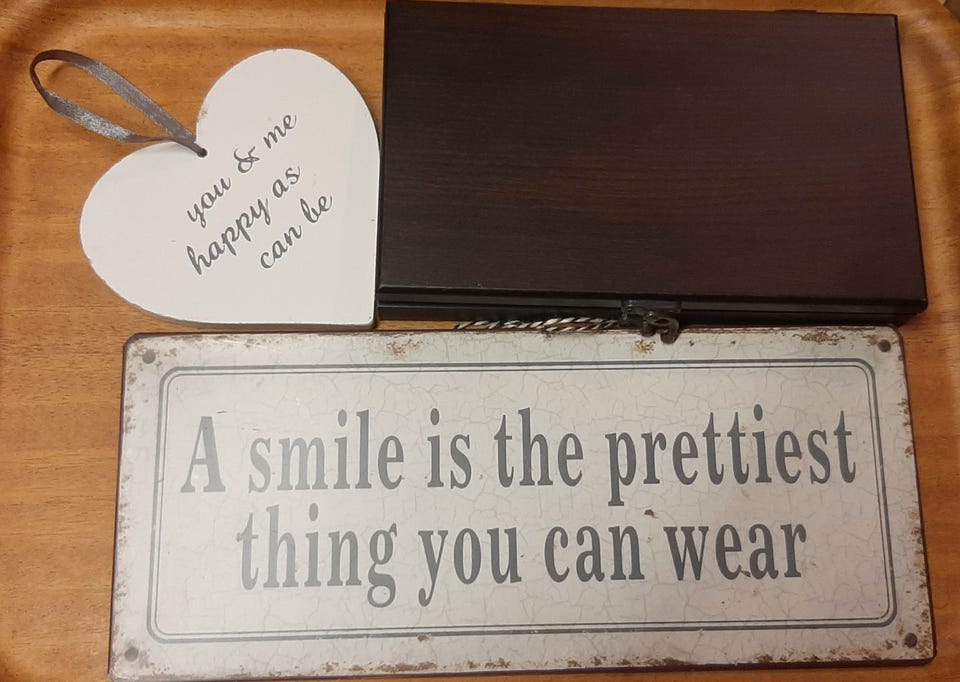 you & me
happy as
can be
A smile is the prettiest
thing you can wear